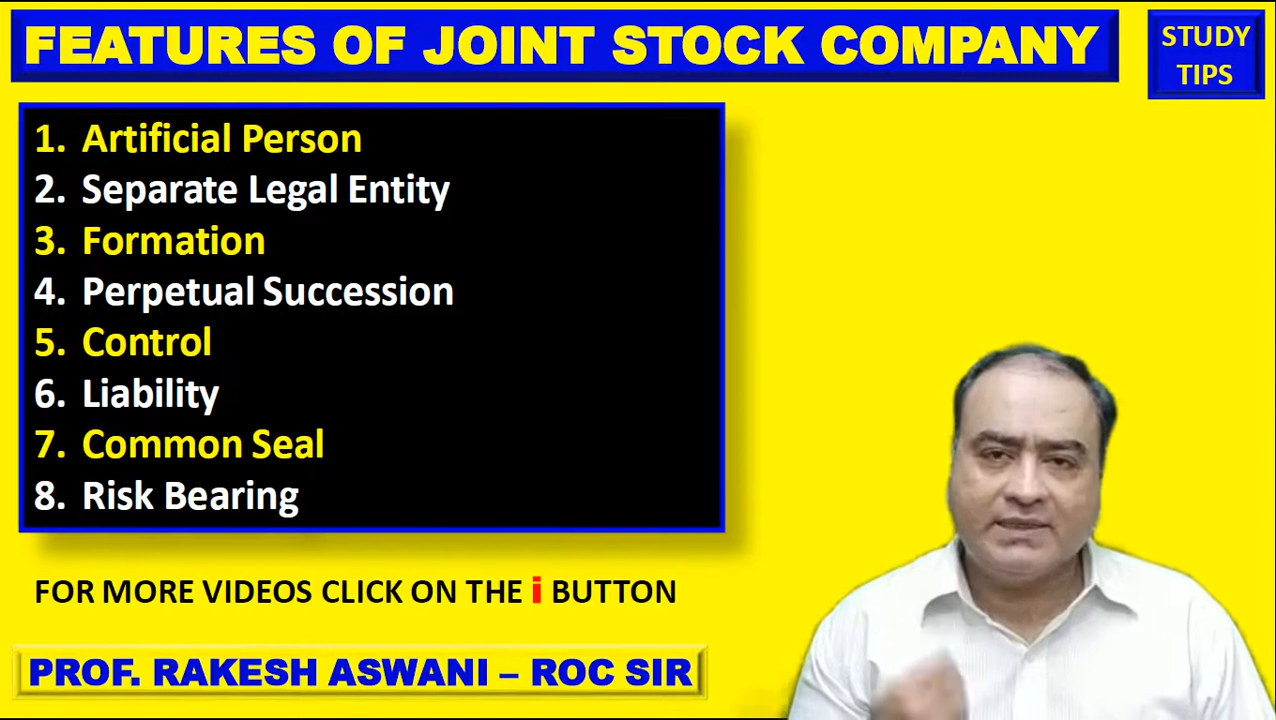 FEATURES OF JOINT STOCK COMPANY
STUDY
TIPS
1. Artificial Person
2. Separate Legal Entity
3. Formation
4. Perpetual Succession
5. Control
6. Liability
7. Common Seal
8. Risk Bearing
FOR MORE VIDEOS CLICK ON THE i BUTTON
PROF. RAKESH ASWANI – ROC SIR